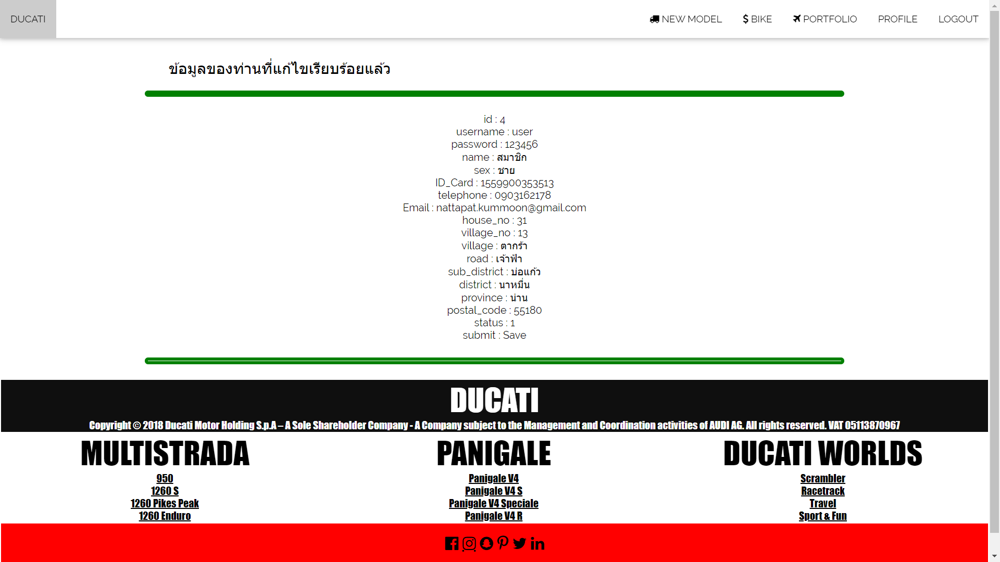 DUCATI
NEW MODEL
BIKE
PORTFOLIO
PROFILE
LOGOUT
ข้อมูลของท่านที่แก้ไขเรียบร้อยแล้ว
id : 4
username : user
password : 123456
name : สมาชิก
sex : ชาย
ID_Card : 1559900353513
telephone : 0903162178
Email : nattapat.kummoon@gmail.com
house_no : 31
village_no : 13
village : ตากร้า
road : เจ้าฟ้า
sub_district : บ่อแก้ว
district : นาหมื่น
province : น่าน
postal_code : 55180
status : 1
submit : Save
DUCATI
Copyright © 2018 Ducati Motor Holding S.p.A – A Sole Shareholder Company - A Company subject to the Management and Coordination activities of AUDI AG. All rights reserved. VAT 05113870967
MULTISTRADA
950
1260 S
1260 Pikes Peak
1260 Enduro
PANIGALE
Panigale V4
Panigale V4 S
Panigale V4 Speciale
Panigale V4 R
DUCATI WORLDS
Scrambler
Racetrack
Travel
Sport & Fun